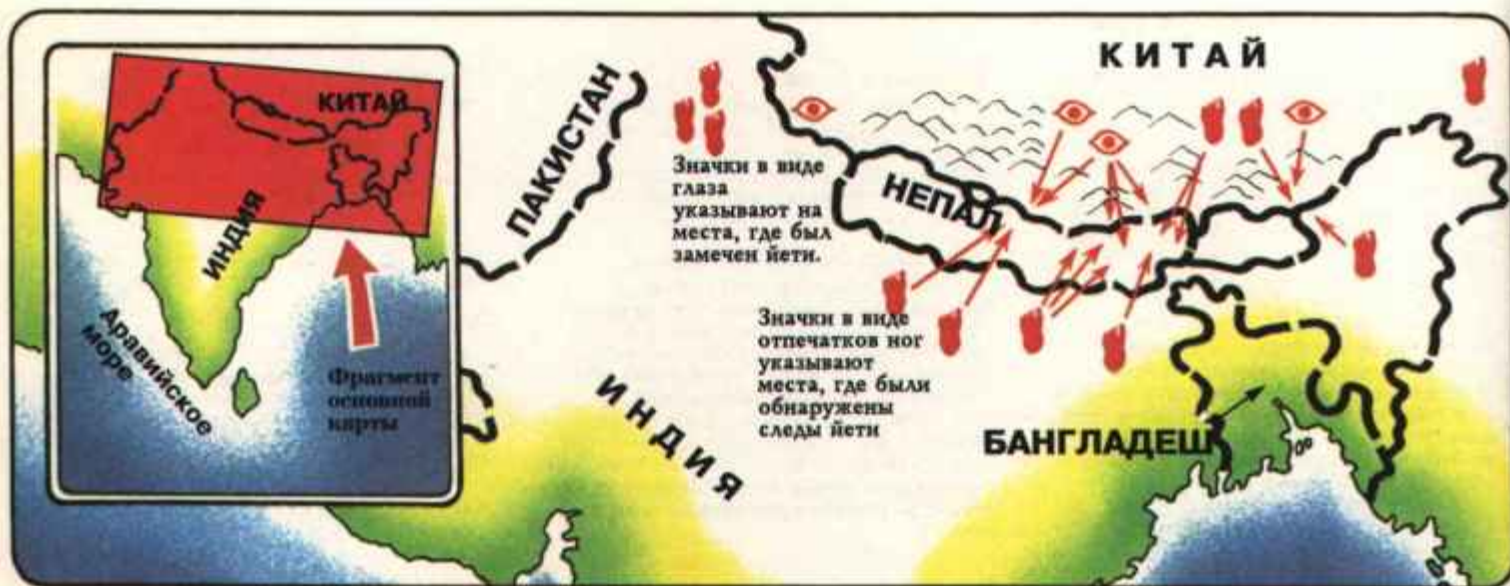 КИТАЙ
ИНДИЯ
Аравийское
море
Фрагмент
основной
карты
ПАКИСТАН
Значки в виде
глаза
указывают на
места, где был
замечен йети.
Значки в виде
отпечатков ног
указывают
места, где были
обнаружены
следы йети
ИНДИЯ
КИТАЙ
НЕПАЛ
БАНГЛАДЕШ